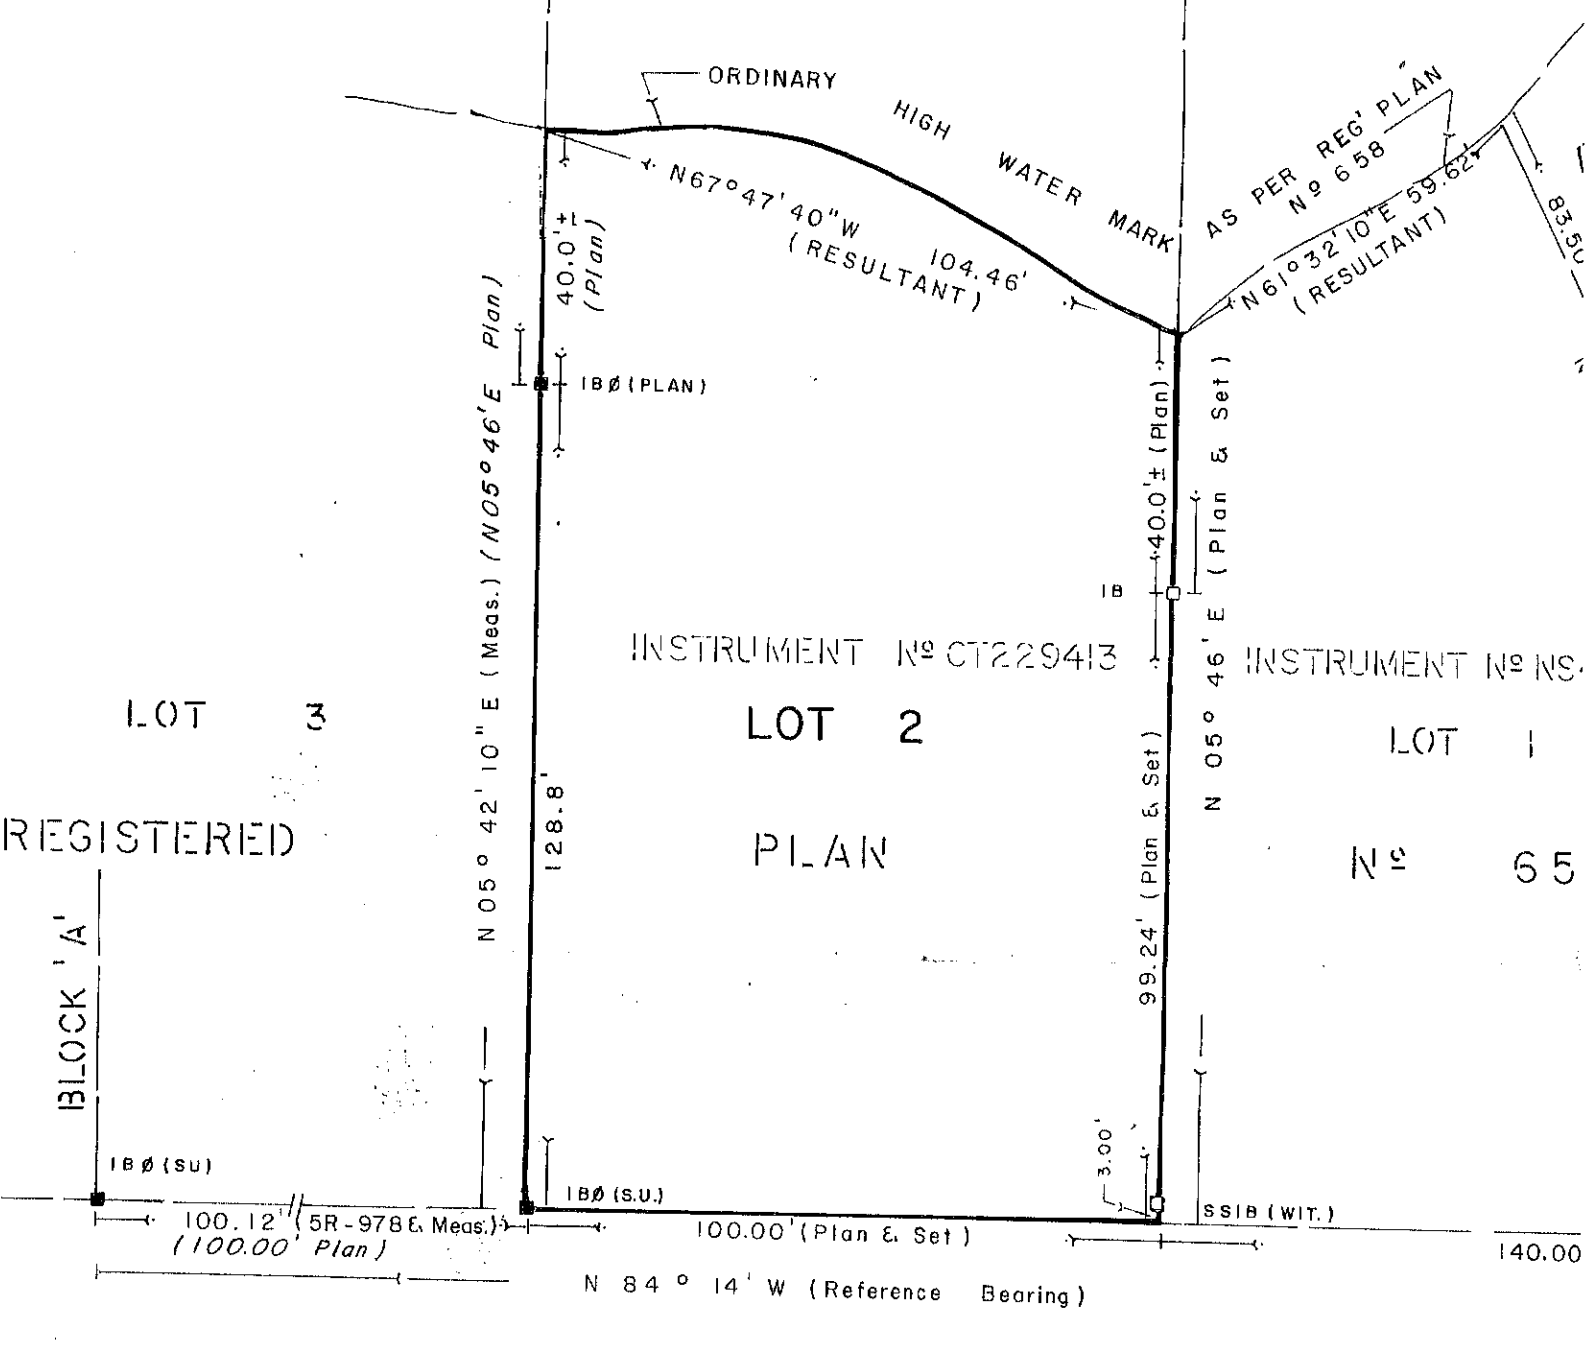 ORDINARY HIGH WATER MARK AS PER REG' PLAN
Nº 658
N67°47'40"W 104.46'
(RESULTANT)
N61°32'10"E 59.62'
(RESULTANT)
83.50
40.0'±
(Plan)
IBØ (PLAN)
N05°42'10"E (Meas.) (N05°46'E Plan)
128.8'
40.0'± (Plan)
IB
N 05° 46' E (Plan & Set)
99.24' (Plan & Set)
INSTRUMENT Nº CT229413
INSTRUMENT Nº NS
LOT 3
LOT 2
LOT 1
REGISTERED
PLAN
Nº 65
BLOCK 'A'
3.00'
IBØ (SU)
IBØ (S.U.)
SSIB (WIT.)
100.12' (5R-978 & Meas.)
(100.00' Plan)
100.00' (Plan & Set)
140.00
N 84° 14' W (Reference Bearing)